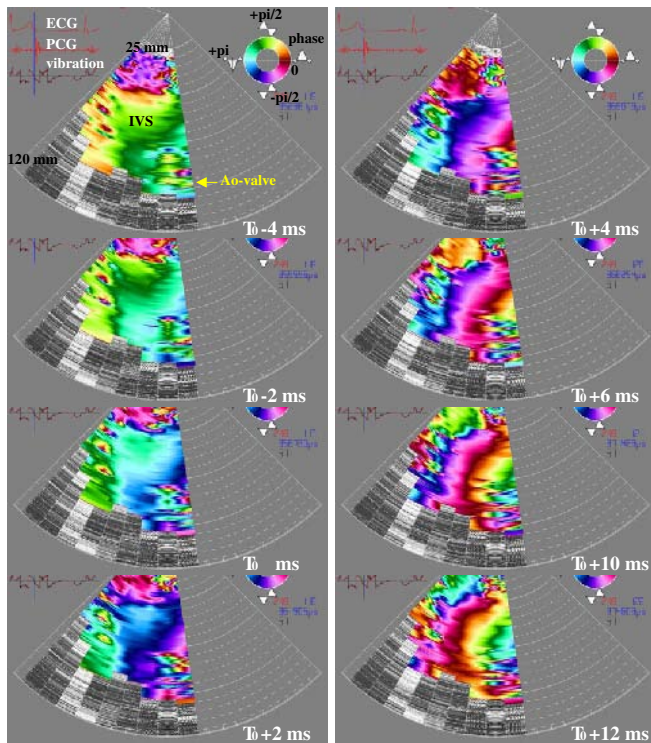 ECG
PCG
vibration
25 mm
+pi/2
phase
+pi
0
-pi/2
IVS
120 mm
Ao-valve
T0-4 ms
T0+4 ms
T0-2 ms
T0+6 ms
T0 ms
T0+10 ms
T0+2 ms
T0+12 ms